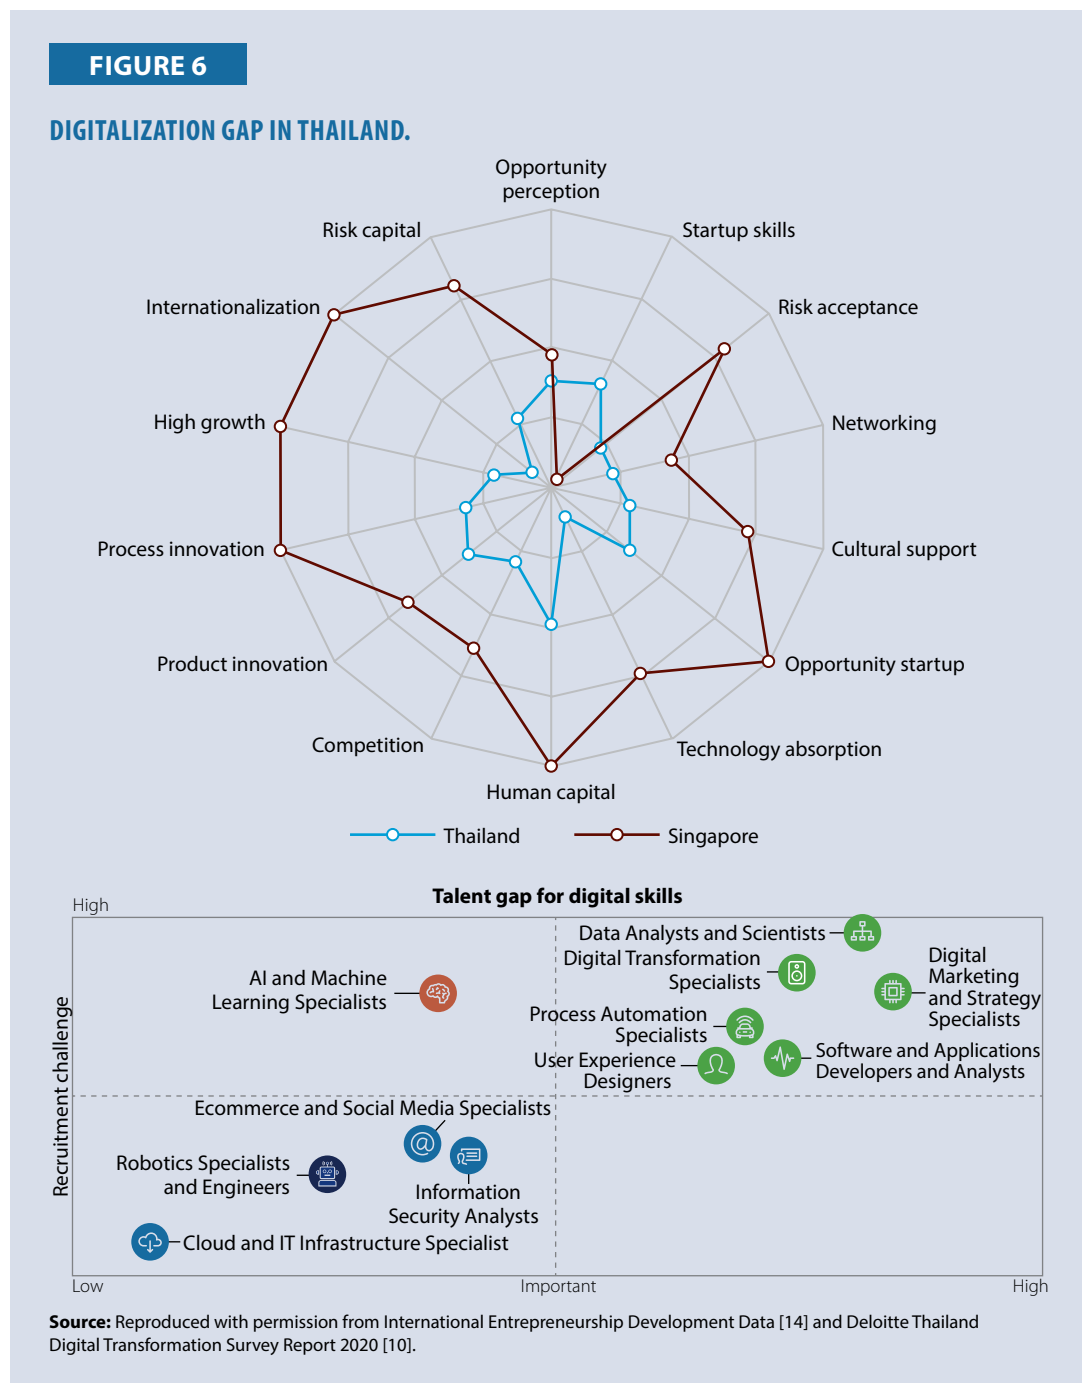 FIGURE 6
DIGITALIZATION GAP IN THAILAND.
Opportunity
perception
Risk capital
Startup skills
Internationalization
Risk acceptance
High growth
Networking
Process innovation
Cultural support
Product innovation
Opportunity startup
Competition
Technology absorption
Human capital
Thailand
Singapore
Talent gap for digital skills
High
Recruitment challenge
Data Analysts and Scientists
Digital Transformation
Specialists
Digital
Marketing
and Strategy
Specialists
AI and Machine
Learning Specialists
Process Automation
Specialists
User Experience
Designers
Software and Applications
Developers and Analysts
Ecommerce and Social Media Specialists
@
Robotics Specialists
and Engineers
Information
Security Analysts
Cloud and IT Infrastructure Specialist
Low
Important
High
Source: Reproduced with permission from International Entrepreneurship Development Data [14] and Deloitte Thailand
Digital Transformation Survey Report 2020 [10].